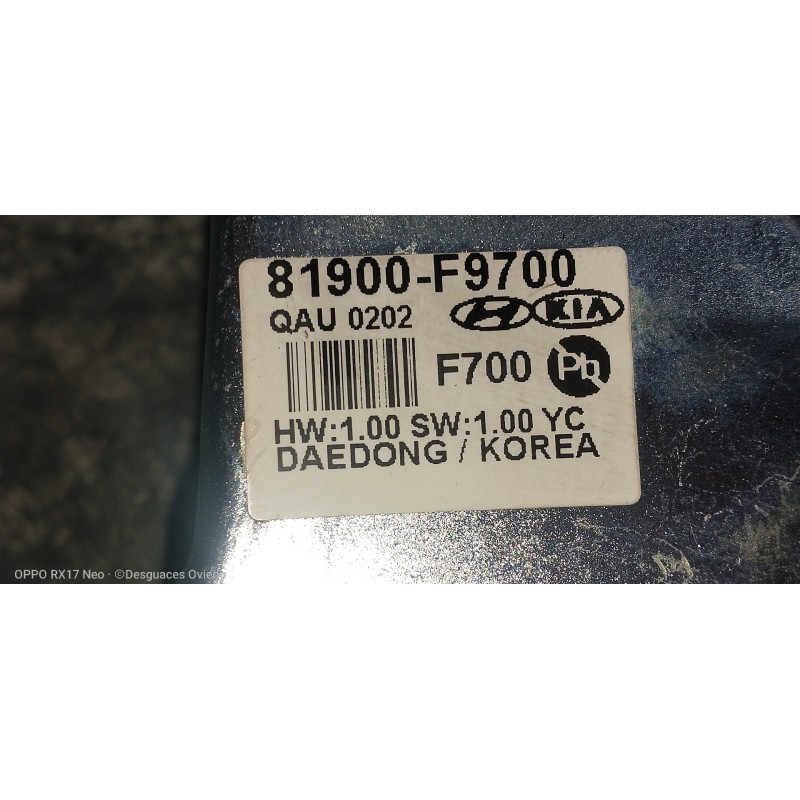 81900-F9700
QAU 0202 H KIA
F700 Pb
HW:1.00 SW:1.00 YC
DAEDONG / KOREA
OPPO RX17 Neo · ©Desguaces Ovied